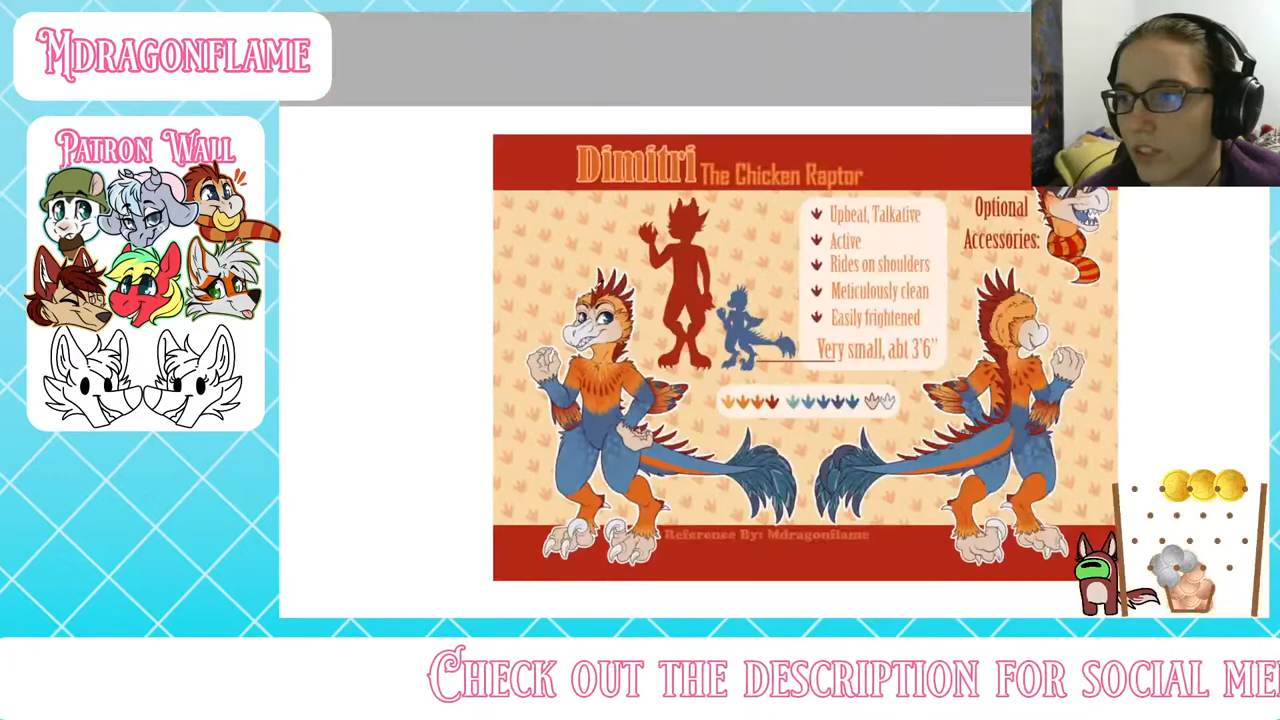 MDRAGONFLAME
PATRON WALL
Dimitri The Chicken Raptor
Upbeat, Talkative
Active
Rides on shoulders
Meticulously clean
Easily frightened
Very small, abt 3'6"
Optional
Accessories:
Reference By: Mdragonflame
CHECK OUT THE DESCRIPTION FOR SOCIAL ME